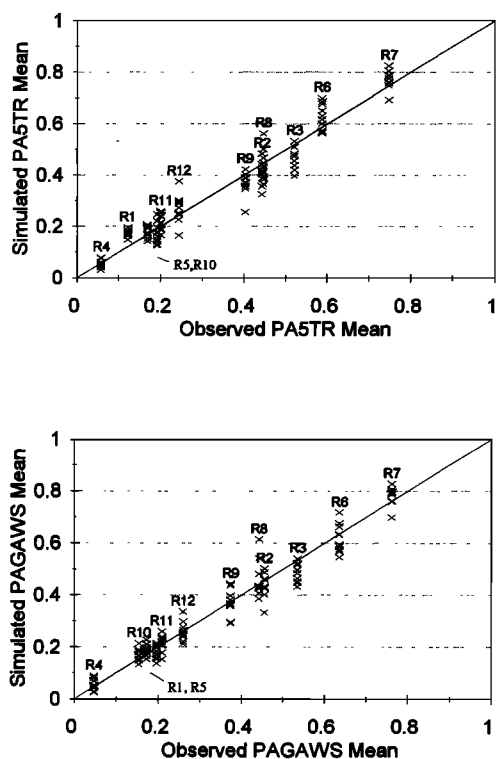 Simulated PA5TR Mean
1
0.8
0.6
0.4
0.2
0
R7
R6
R8
R3
R2
R9
R12
R11
R1
R4
R5,R10
0 0.2 0.4 0.6 0.8 1
Observed PA5TR Mean
Simulated PAGAWS Mean
1
0.8
0.6
0.4
0.2
0
R7
R6
R8
R3
R2
R9
R12
R11
R10
R4
R1, R5
0 0.2 0.4 0.6 0.8 1
Observed PAGAWS Mean